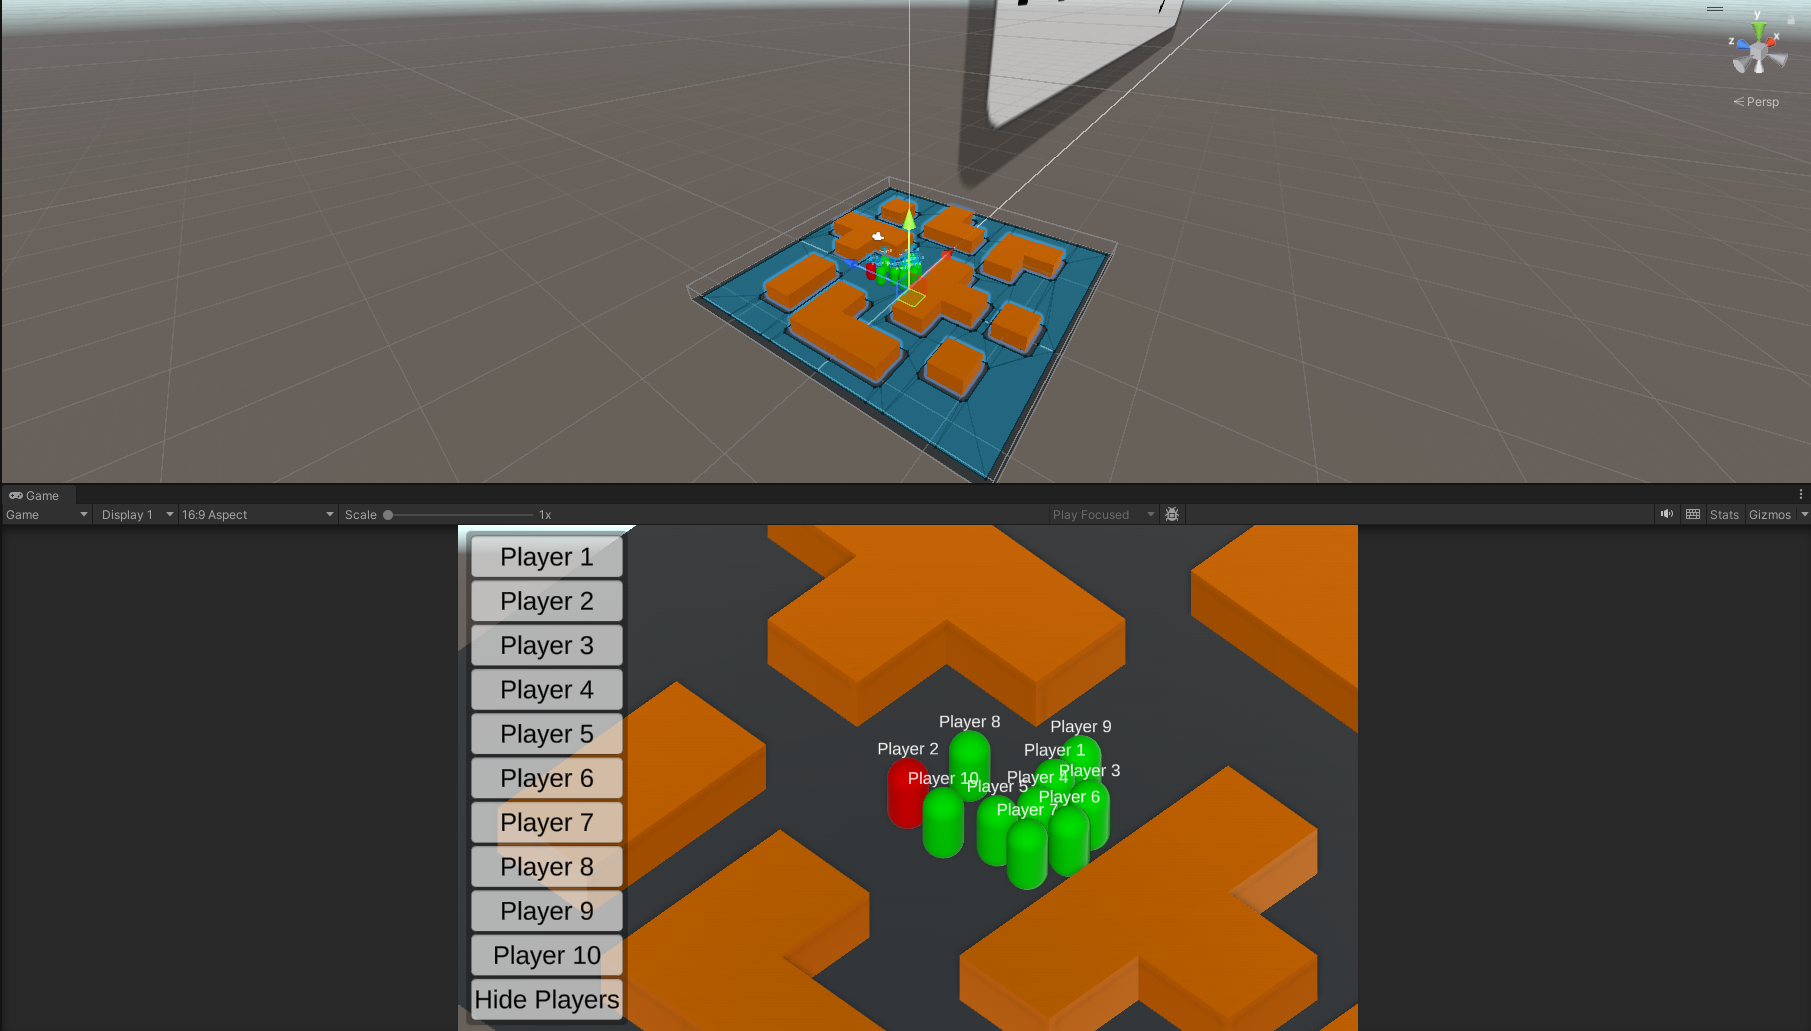 y
z
x
Persp
Game
Game
Display 1
16:9 Aspect
Scale
1x
Play Focused
Stats
Gizmos
Player 1
Player 2
Player 3
Player 4
Player 5
Player 6
Player 7
Player 8
Player 9
Player 10
Hide Players
Player 8
Player 9
Player 2
Player 1
Player 3
Player 10
Player 5
Player 4
Player 6
Player 7